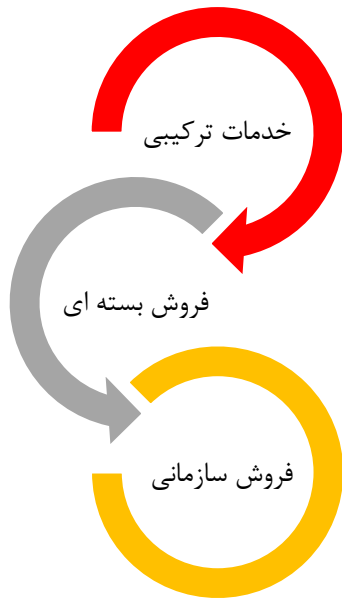 خدمات ترکیبی
فروش بسته ای
فروش سازمانی